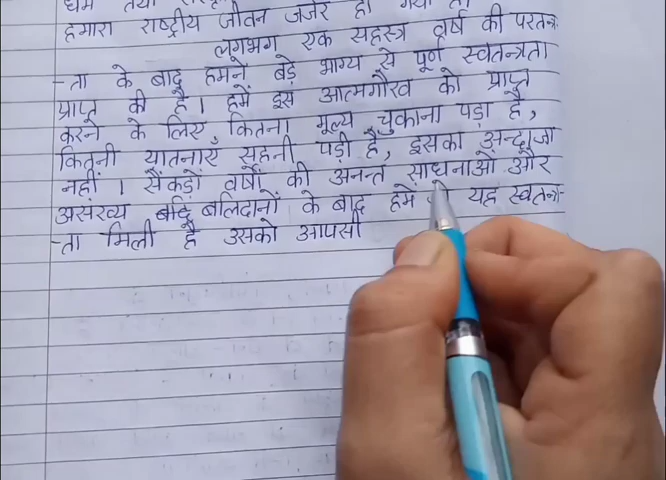 धर्म तथा
हमारा राष्ट्रीय जीवन जर्जर हो गया
लगभग एक सहस्त्र वर्ष की परतन्त्र
-ता के बाद हमने बड़े भाग्य से पूर्ण स्वतन्त्रता
प्राप्त की है। हमें इस आत्मगौरव को प्राप्त
करने के लिए, कितना मूल्य चुकाना पड़ा है,
कितनी यातनाएँ सहनी पड़ी है, इसका अन्दाजा
नहीं । सैकड़ों वर्षों की अनन्त साधनाओं और
असंख्य बलिदानों के बाद हमें यह स्वतन्त्र-
-ता मिली है उसको आपसी